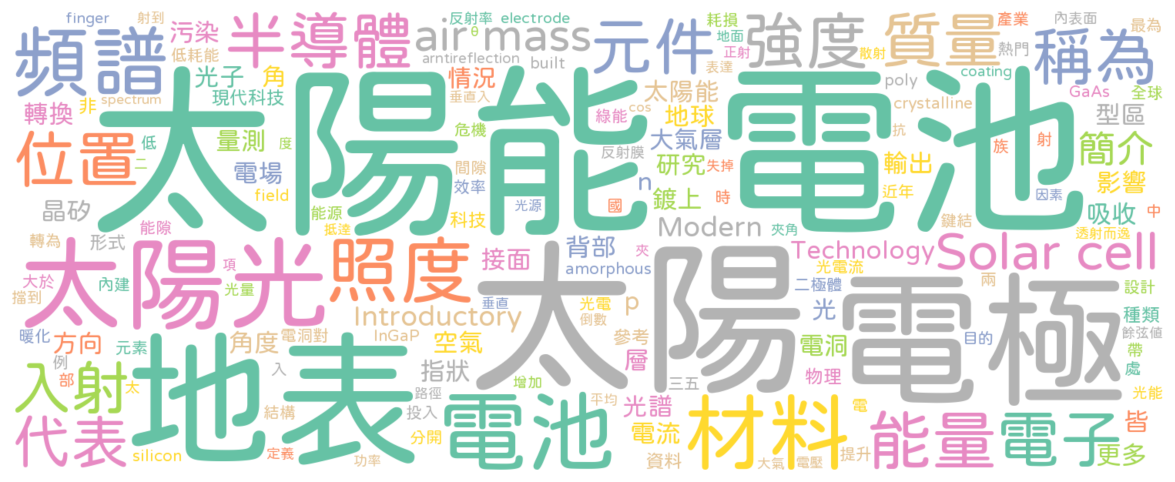 finger 射到 污染 半導體 反射率 electrode 耗損 產業 內表面 最為
頻譜 低耗能 θ air mass 元件 地面 強度 質量 熱門 稱為
arntireflection built 正射 散射
光子 角 情況 表達 poly coating GaAs 全球
轉換 非 spectrum 現代科技 垂直入 太陽能 綠能 cos crystalline 型區
太陽能電池
位置 低 量測 度 危機 地球 大氣層 抗 族 射 簡介
二 電場 間隙 反射膜 研究 失掉 輸出 影響
field 效率 n 時 近年 因素
晶矽 能源 光源 國 鍍上 鍵結 吸收 中
能隙 抵達 科技 透射而逸
轉為 形式 太陽光 照度 接面 背部 Modern 夾角 Technology Solar cell
大於 內建 項 amorphous 夾 光電流 兩 設計
擋到 光量 垂直 p 光電 二極體 光 種類
暖化 Introductory 倒數 太陽電極 目的 餘弦值
方向 元素 角度 電洞對 InGaP 空氣 參考 電洞 帶
例 地表 層 物理 處
入射 部 太 入 路徑 指狀 增加 三五 光能
結構 投入 電池 平均 光譜 材料 電 能量 電子 皆
代表 silicon 定義 功率 分開 電流 資料 大氣 電壓 提升 更多